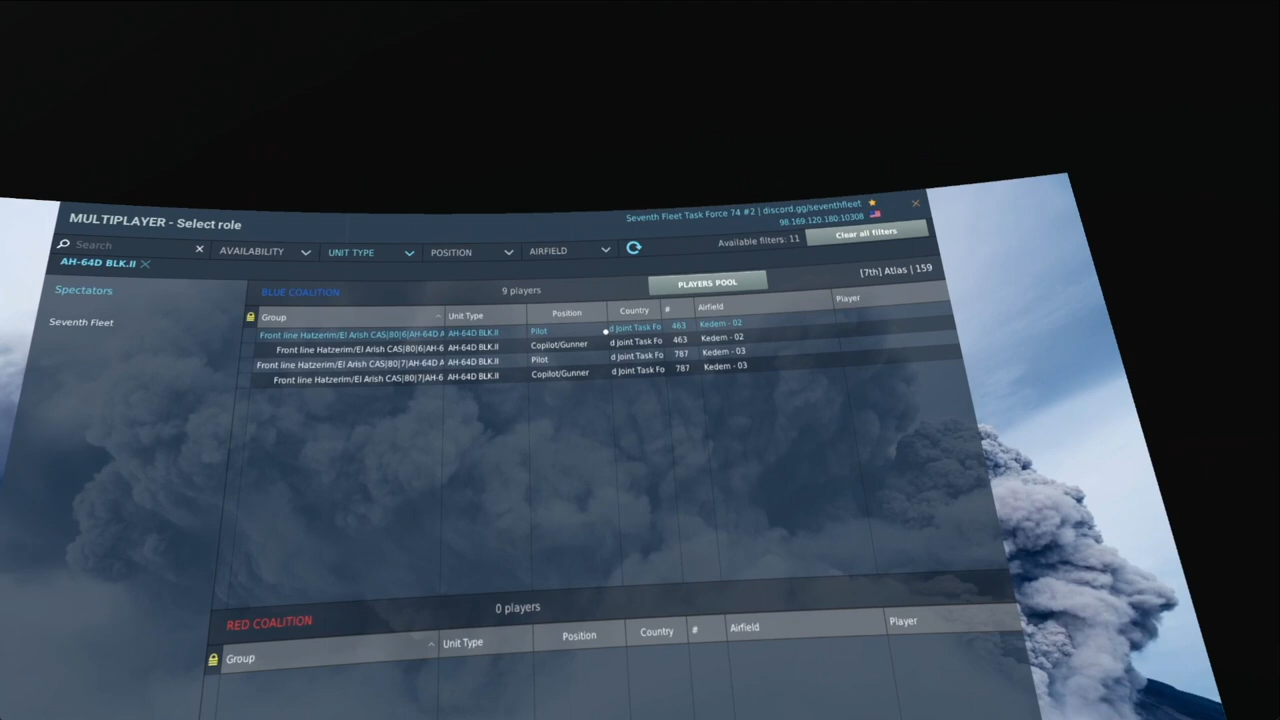 MULTIPLAYER - Select role
Seventh Fleet Task Force 74 #2 | discord.gg/seventhfleet
98.169.120.180:10308
Search
AVAILABILITY
UNIT TYPE
POSITION
AIRFIELD
Available filters: 11
Clear all filters
AH-64D BLK.II
[7th] Atlas | 159
Spectators
Seventh Fleet
BLUE COALITION
9 players
PLAYERS POOL
Group Unit Type Position Country # Airfield Player
Front line Hatzerim/El Arish CAS|80|6|AH-64D A AH-64D BLK.II Pilot d Joint Task Fo 463 Kedem - 02
Front line Hatzerim/El Arish CAS|80|6|AH-6 AH-64D BLK.II Copilot/Gunner d Joint Task Fo 463 Kedem - 02
Front line Hatzerim/El Arish CAS|80|7|AH-64D A AH-64D BLK.II Pilot d Joint Task Fo 787 Kedem - 03
Front line Hatzerim/El Arish CAS|80|7|AH-6 AH-64D BLK.II Copilot/Gunner d Joint Task Fo 787 Kedem - 03
RED COALITION
0 players
Group Unit Type Position Country # Airfield Player